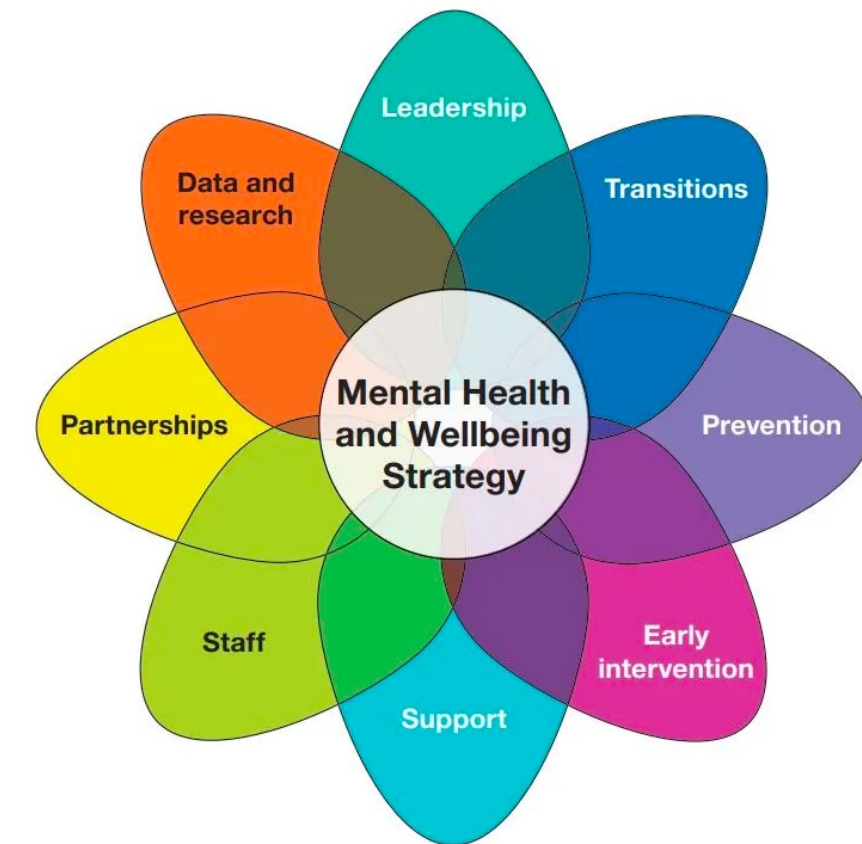 Leadership
Transitions
Prevention
Early
intervention
Support
Staff
Partnerships
Data and
research
Mental Health
and Wellbeing
Strategy